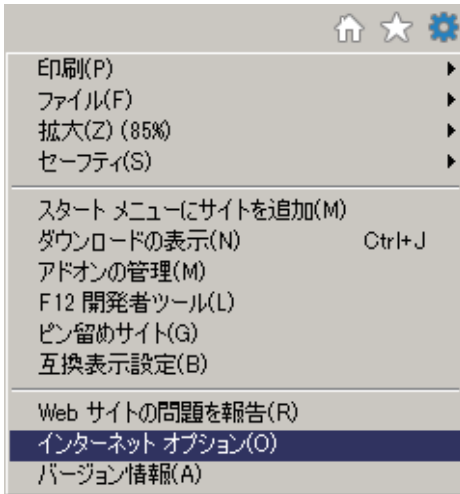 印刷(P)
ファイル(F)
拡大(Z) (85%)
セーフティ(S)
スタート メニューにサイトを追加(M)
ダウンロードの表示(N) Ctrl+J
アドオンの管理(M)
F12 開発者ツール(L)
ピン留めサイト(G)
互換表示設定(B)
Web サイトの問題を報告(R)
インターネット オプション(O)
バージョン情報(A)